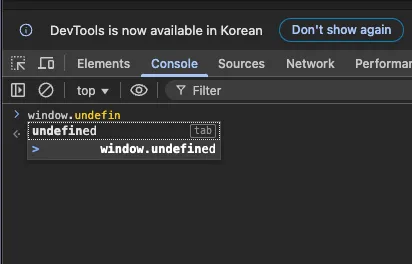 DevTools is now available in Korean Don't show again
Elements Console Sources Network Performan
top Filter
> window.undefin
undefined tab
> window.undefined